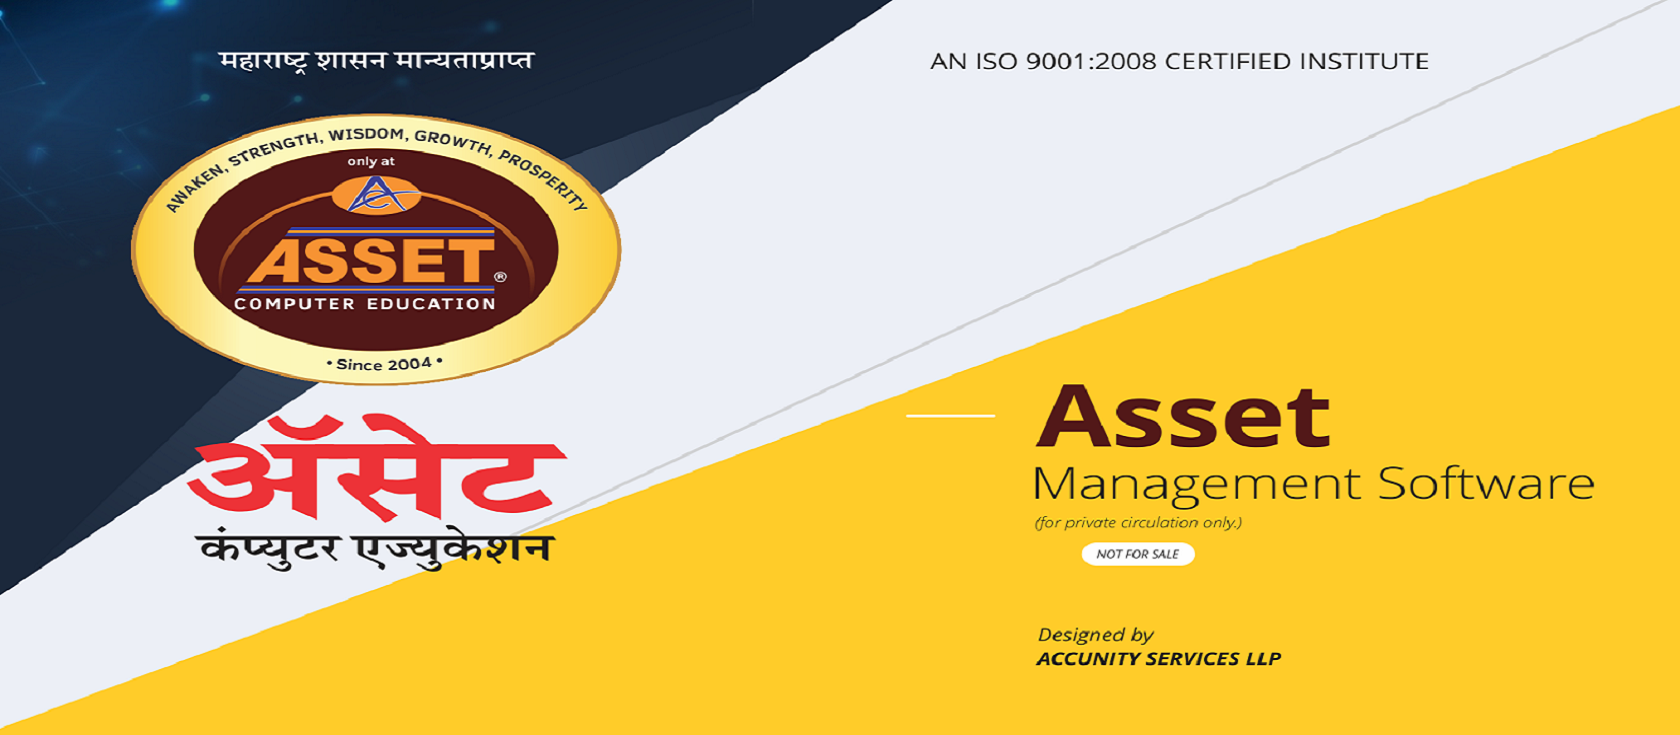 महाराष्ट्र शासन मान्यताप्राप्त
AN ISO 9001:2008 CERTIFIED INSTITUTE
AWAKEN, STRENGTH, WISDOM, GROWTH, PROSPERITY
only at
AC
ASSET®
COMPUTER EDUCATION
• Since 2004 •
ॲसेट
कंप्युटर एज्युकेशन
Asset
Management Software
(for private circulation only.)
NOT FOR SALE
Designed by
ACCUNITY SERVICES LLP